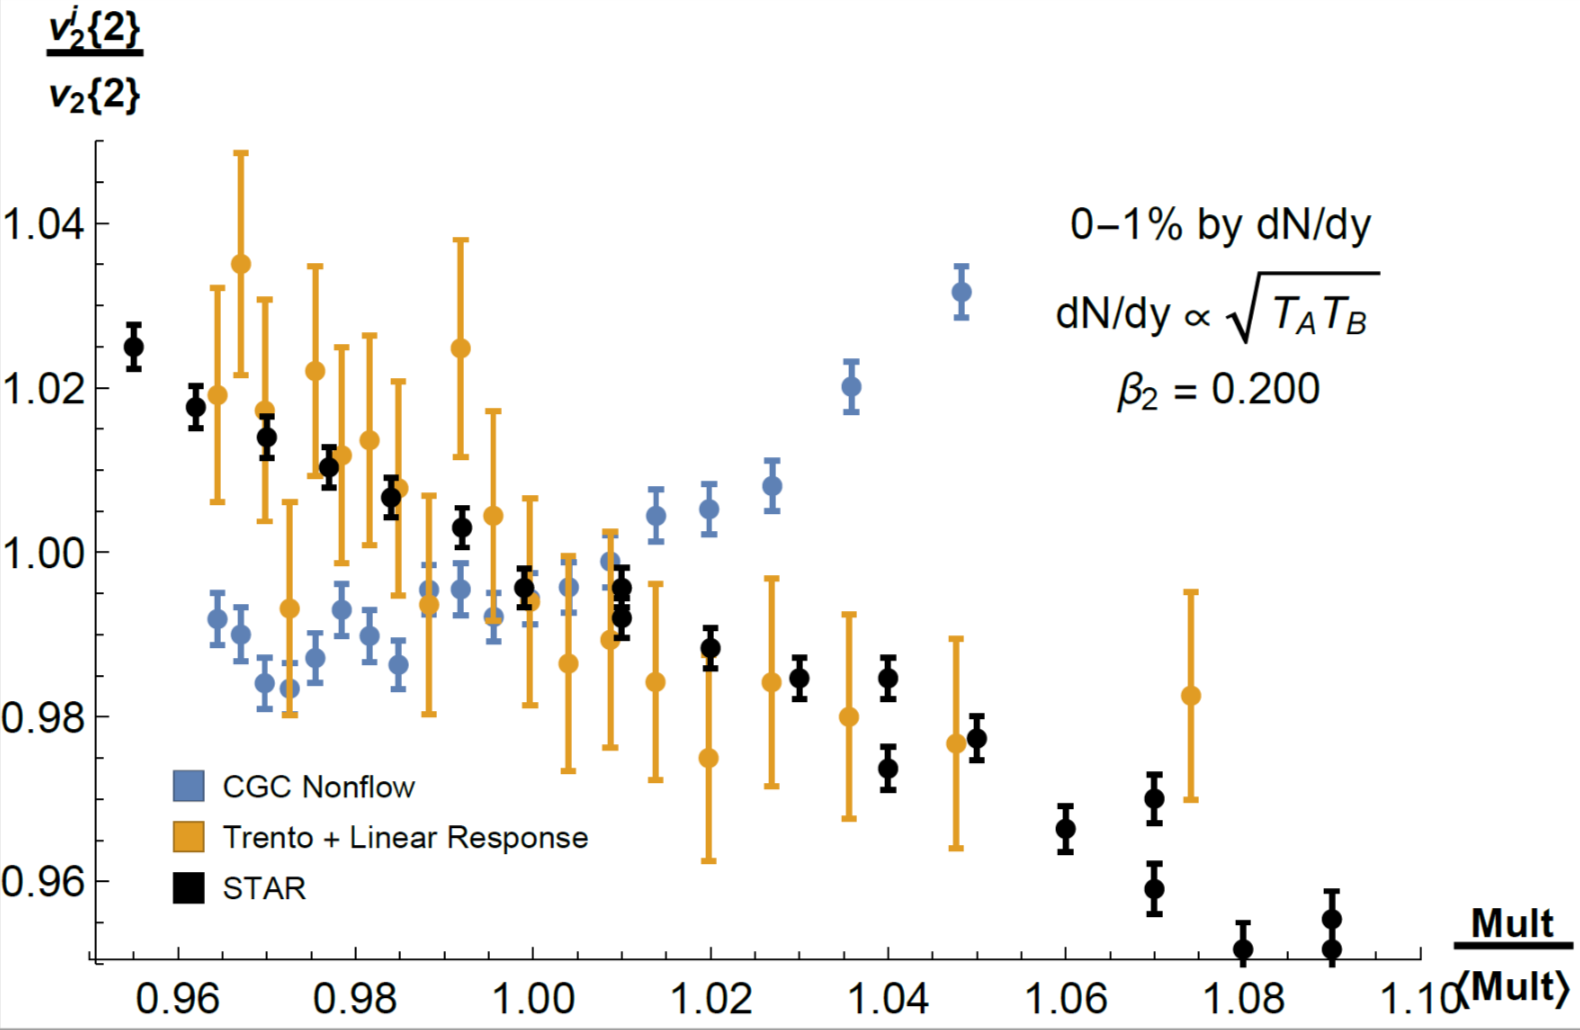 v₂ⁱ{2}
v₂{2}
1.04
1.02
1.00
0.98
0.96
0–1% by dN/dy
dN/dy ∝ √T_A T_B
β₂ = 0.200
CGC Nonflow
Trento + Linear Response
STAR
Mult
⟨Mult⟩
0.96 0.98 1.00 1.02 1.04 1.06 1.08 1.10